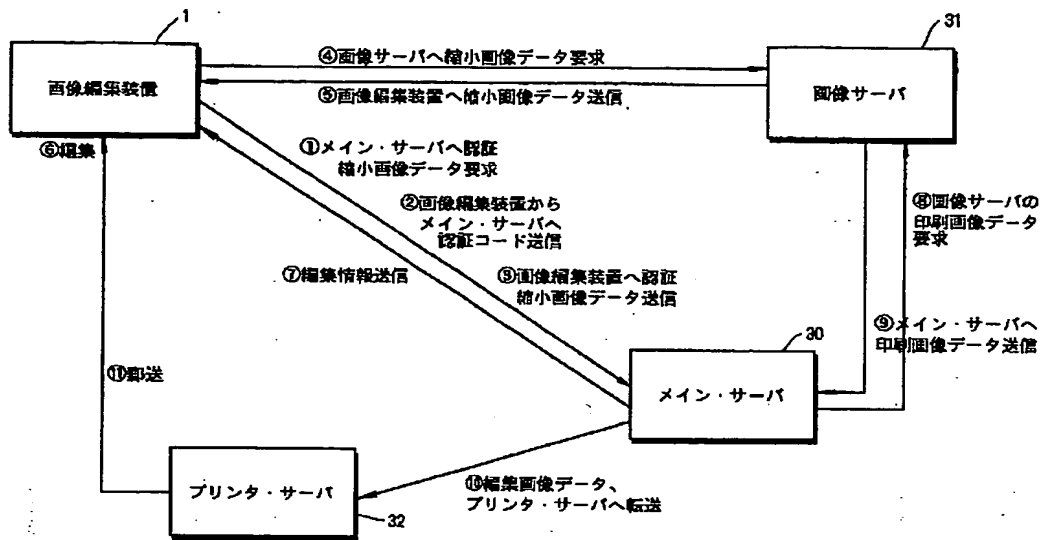 1
31
④画像サーバへ縮小画像データ要求
画像編集装置
画像サーバ
⑤画像編集装置へ縮小画像データ送信
⑥編集
①メイン・サーバへ認証
縮小画像データ要求
②画像編集装置から
メイン・サーバへ
認証コード送信
⑧画像サーバの
印刷画像データ
要求
⑦編集情報送信
③画像編集装置へ認証
縮小画像データ送信
30
⑨メイン・サーバへ
印刷画像データ送信
⑪郵送
メイン・サーバ
プリンタ・サーバ
⑩編集画像データ、
プリンタ・サーバへ転送
32